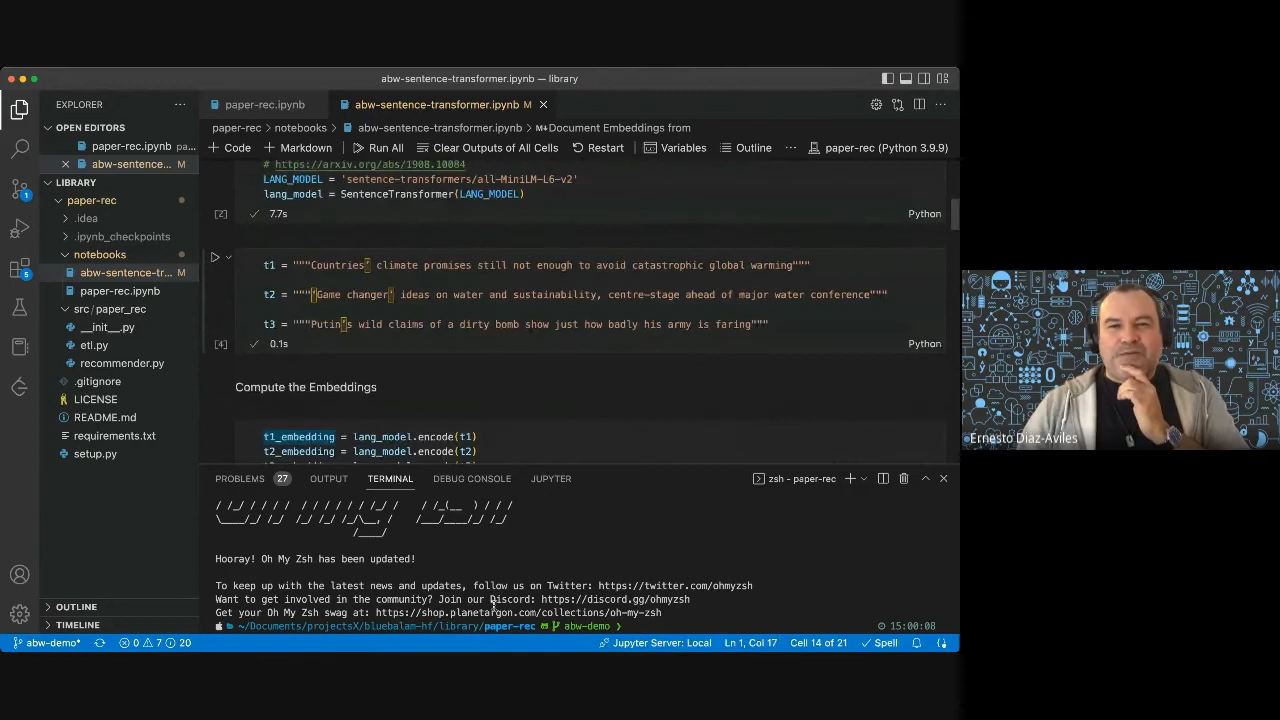 abw-sentence-transformer.ipynb — library
EXPLORER
paper-rec.ipynb
abw-sentence-transformer.ipynb M
OPEN EDITORS
paper-rec.ipynb pa...
abw-sentence... M
LIBRARY
paper-rec
.idea
.ipynb_checkpoints
notebooks
abw-sentence-tr... M
paper-rec.ipynb
src/paper_rec
__init__.py
etl.py
recommender.py
.gitignore
LICENSE
README.md
requirements.txt
setup.py
OUTLINE
TIMELINE
1
5
paper-rec > notebooks > abw-sentence-transformer.ipynb > M↓Document Embeddings from
+ Code + Markdown Run All Clear Outputs of All Cells Restart Variables Outline ... paper-rec (Python 3.9.9)
# https://arxiv.org/abs/1908.10084
LANG_MODEL = 'sentence-transformers/all-MiniLM-L6-v2'
lang_model = SentenceTransformer(LANG_MODEL)
[2] 7.7s Python
t1 = """Countries’ climate promises still not enough to avoid catastrophic global warming"""
t2 = """‘Game changer’ ideas on water and sustainability, centre-stage ahead of major water conference"""
t3 = """Putin’s wild claims of a dirty bomb show just how badly his army is faring"""
[4] 0.1s Python
Compute the Embeddings
t1_embedding = lang_model.encode(t1)
t2_embedding = lang_model.encode(t2)
PROBLEMS 27 OUTPUT TERMINAL DEBUG CONSOLE JUPYTER zsh - paper-rec
Hooray! Oh My Zsh has been updated!
To keep up with the latest news and updates, follow us on Twitter: https://twitter.com/ohmyzsh
Want to get involved in the community? Join our Discord: https://discord.gg/ohmyzsh
Get your Oh My Zsh swag at: https://shop.planetargon.com/collections/oh-my-zsh
~/Documents/projectsX/bluebalam-hf/library/paper-rec abw-demo 15:00:08
abw-demo* 0 7 20 Jupyter Server: Local Ln 1, Col 17 Cell 14 of 21 Spell
Ernesto Diaz-Aviles